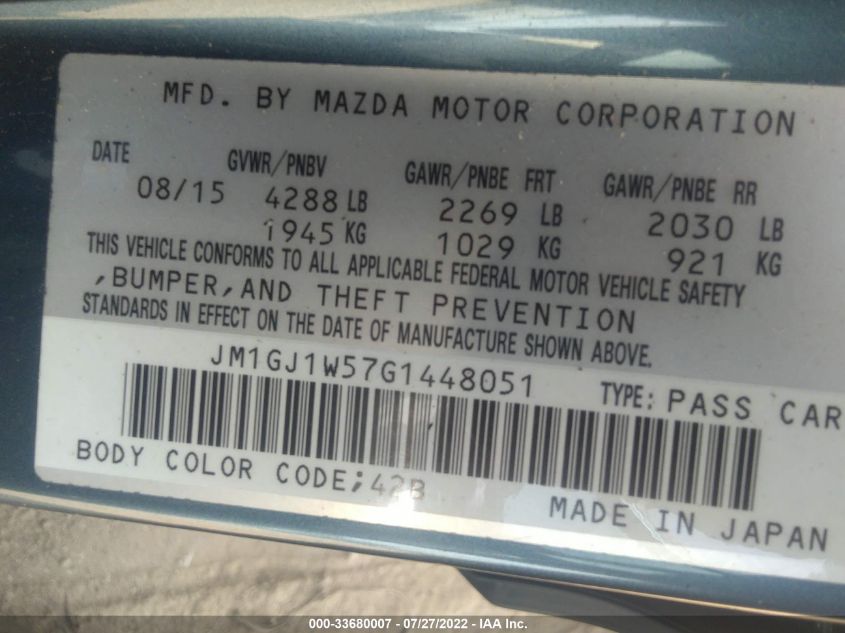 MFD. BY MAZDA MOTOR CORPORATION
DATE GVWR/PNBV GAWR/PNBE FRT GAWR/PNBE RR
08/15 4288 LB 2269 LB 2030 LB
1945 KG 1029 KG 921 KG
THIS VEHICLE CONFORMS TO ALL APPLICABLE FEDERAL MOTOR VEHICLE SAFETY
,BUMPER,AND THEFT PREVENTION
STANDARDS IN EFFECT ON THE DATE OF MANUFACTURE SHOWN ABOVE.
JM1GJ1W57G1448051 TYPE: PASS CAR
BODY COLOR CODE;42B
MADE IN JAPAN
000-33680007 - 07/27/2022 - IAA Inc.